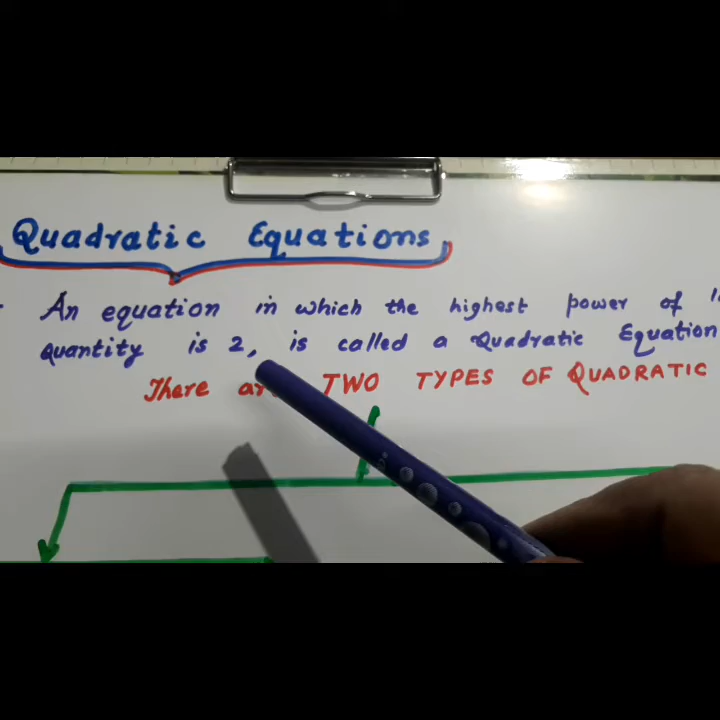 Quadratic Equations
An equation in which the highest power of
quantity is 2, is called a Quadratic Equation
There are TWO TYPES OF QUADRATIC